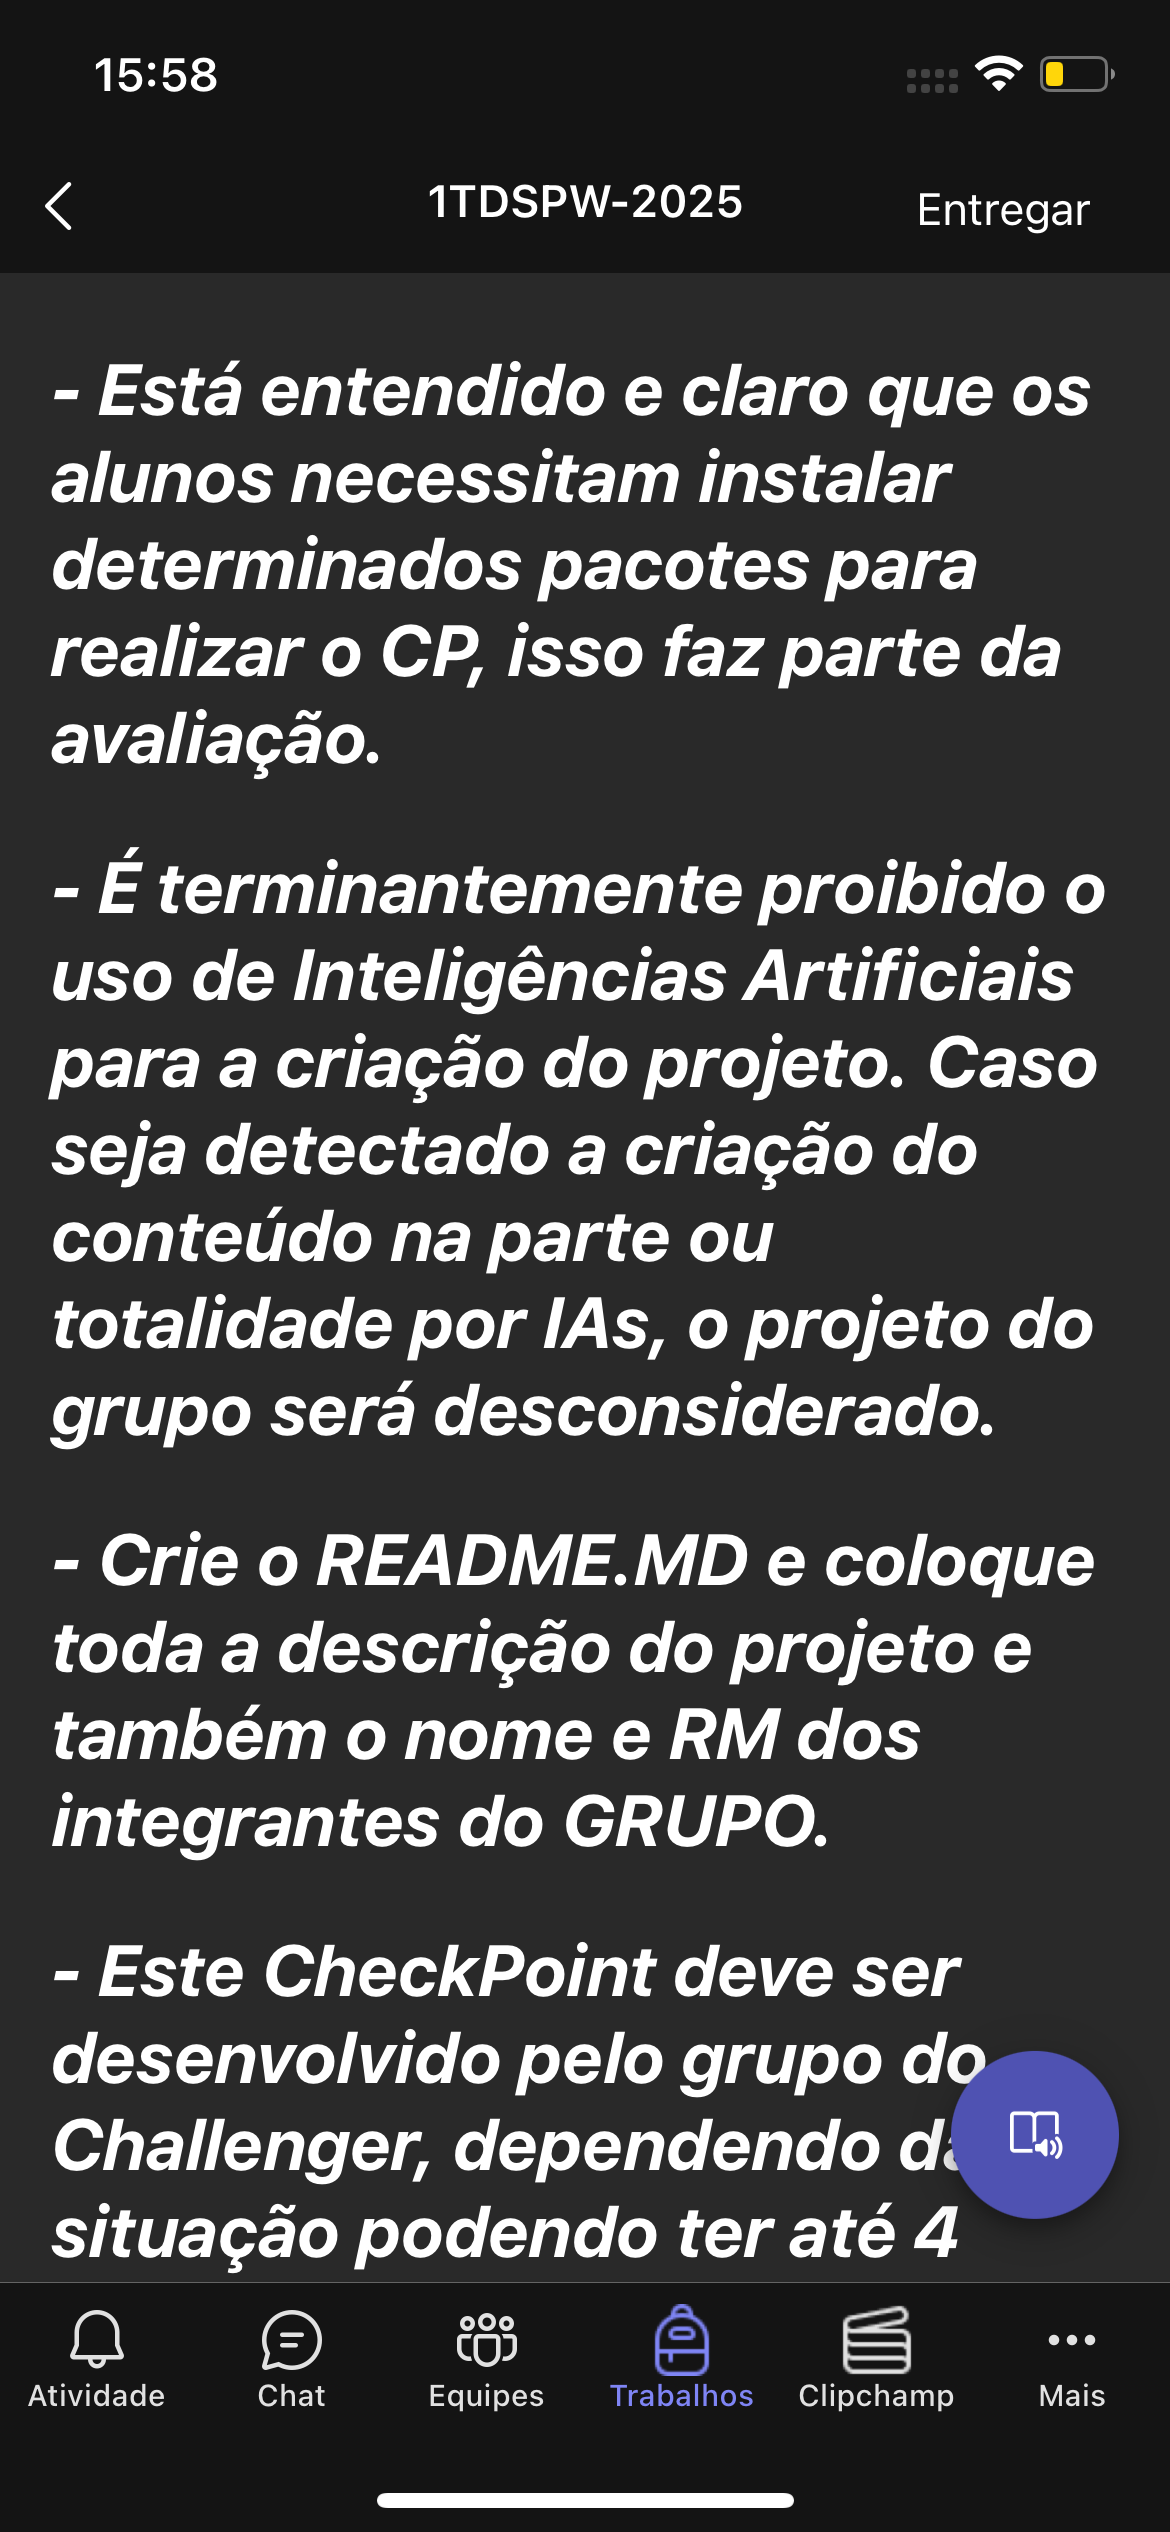 15:58
1TDSPW-2025
Entregar
- Está entendido e claro que os
alunos necessitam instalar
determinados pacotes para
realizar o CP, isso faz parte da
avaliação.
- É terminantemente proibido o
uso de Inteligências Artificiais
para a criação do projeto. Caso
seja detectado a criação do
conteúdo na parte ou
totalidade por IAs, o projeto do
grupo será desconsiderado.
- Crie o README.MD e coloque
toda a descrição do projeto e
também o nome e RM dos
integrantes do GRUPO.
- Este CheckPoint deve ser
desenvolvido pelo grupo do
Challenger, dependendo da
situação podendo ter até 4
Atividade Chat Equipes Trabalhos Clipchamp Mais